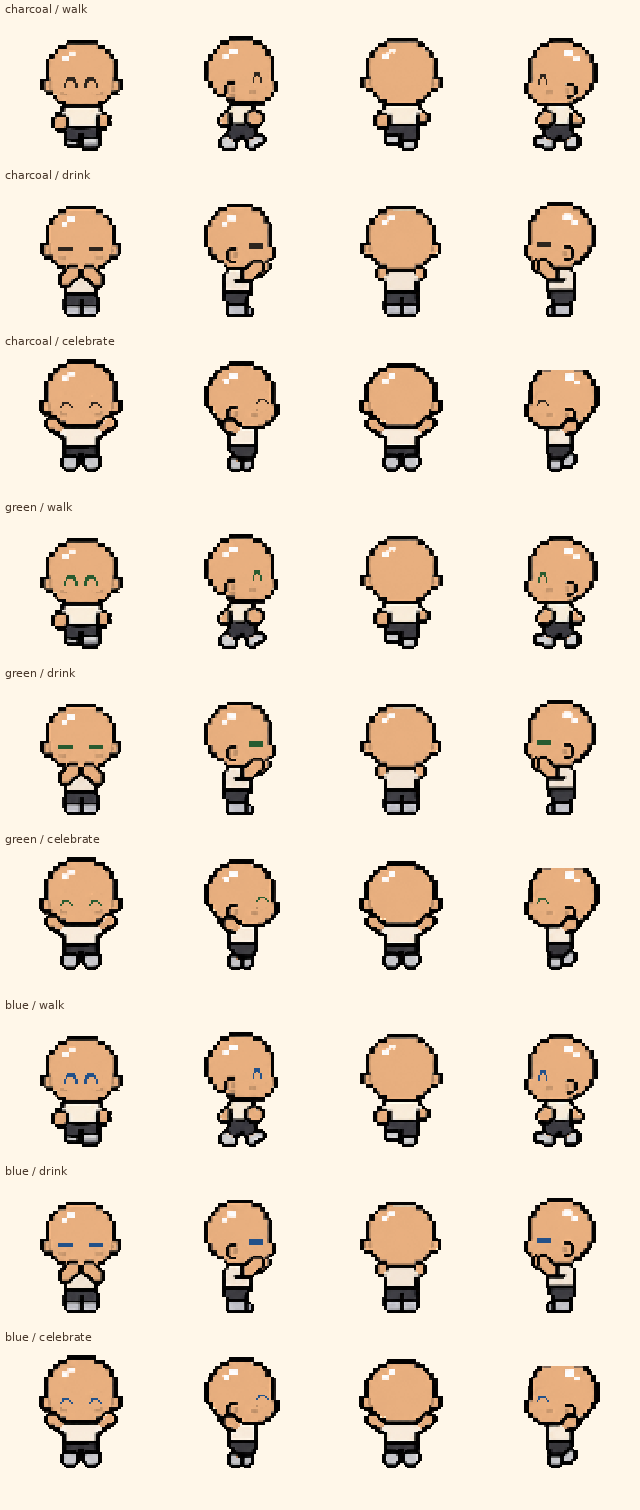 charcoal / walk
charcoal / drink
charcoal / celebrate
green / walk
green / drink
green / celebrate
blue / walk
blue / drink
blue / celebrate